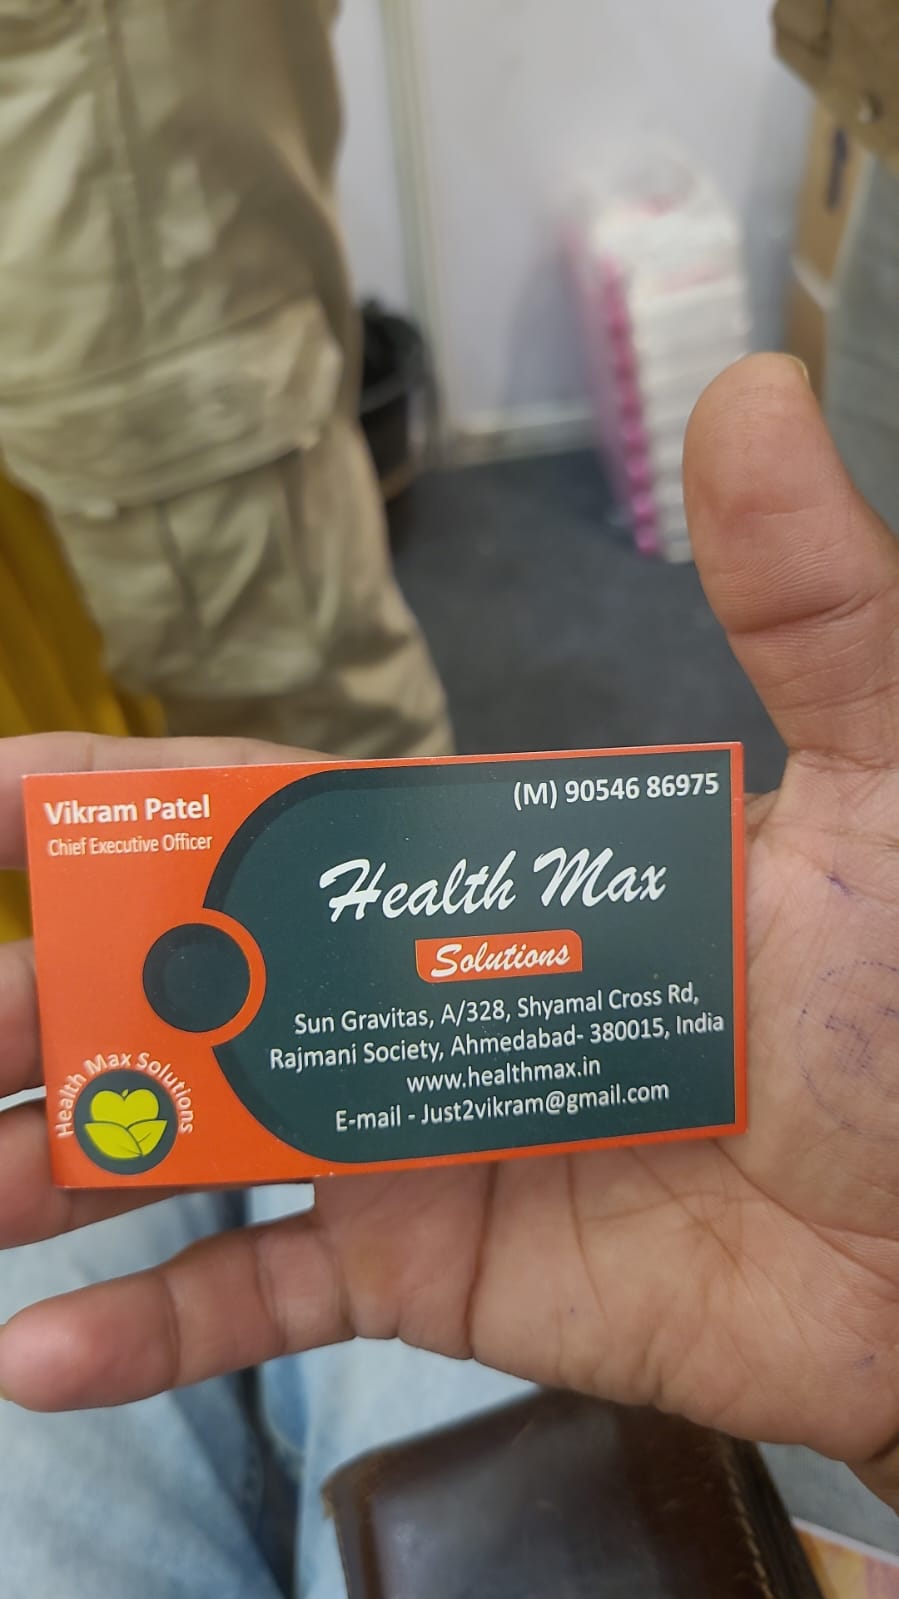 Vikram Patel
Chief Executive Officer
(M) 90546 86975
Health Max
Solutions
Sun Gravitas, A/328, Shyamal Cross Rd,
Rajmani Society, Ahmedabad- 380015, India
www.healthmax.in
E-mail - Just2vikram@gmail.com
Health Max Solutions